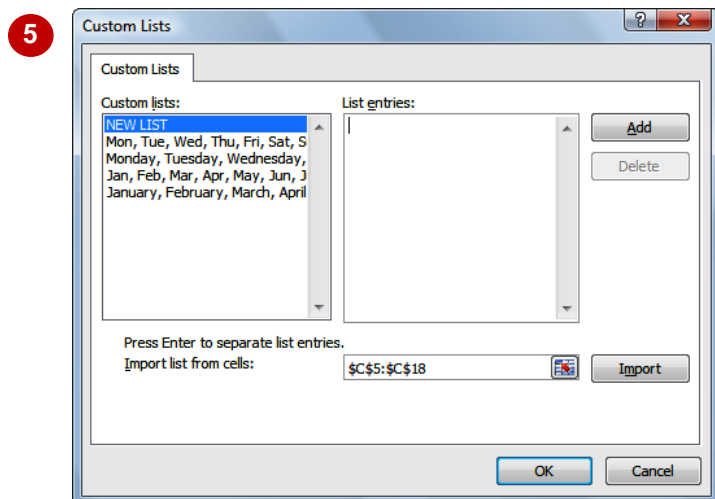 5
Custom Lists
Custom Lists
Custom lists:
List entries:
NEW LIST
Mon, Tue, Wed, Thu, Fri, Sat, S
Monday, Tuesday, Wednesday,
Jan, Feb, Mar, Apr, May, Jun, J
January, February, March, April
Add
Delete
Press Enter to separate list entries.
Import list from cells:
$C$5:$C$18
Import
OK
Cancel